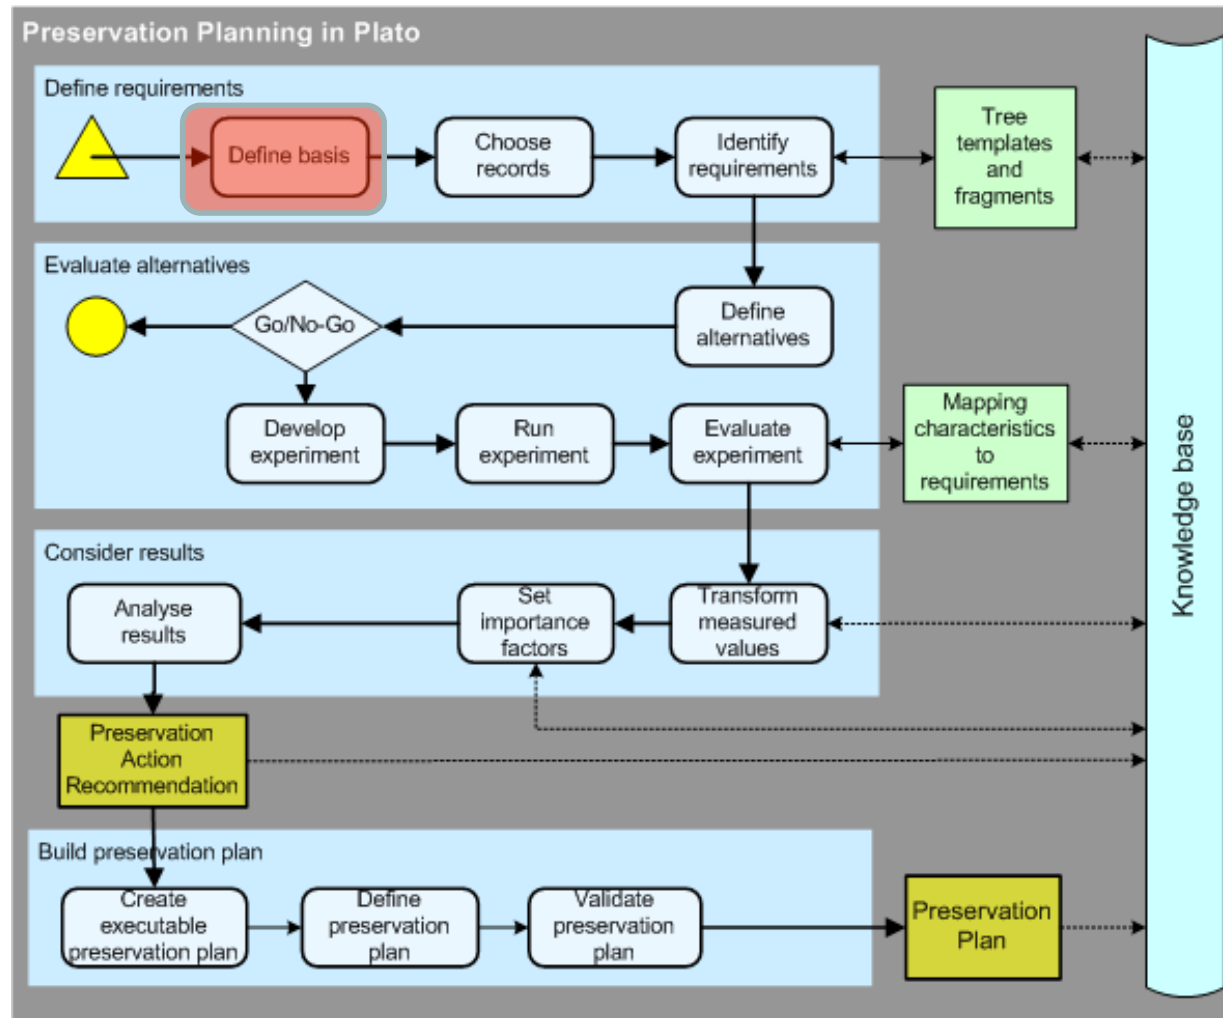 Preservation Planning in Plato
Define requirements
Define basis
Choose
records
Identify
requirements
Tree
templates
and
fragments
Evaluate alternatives
Go/No-Go
Define
alternatives
Develop
experiment
Run
experiment
Evaluate
experiment
Mapping
characteristics
to
requirements
Knowledge base
Consider results
Analyse
results
Set
importance
factors
Transform
measured
values
Preservation
Action
Recommendation
Build preservation plan
Create
executable
preservation plan
Define
preservation
plan
Validate
preservation
plan
Preservation
Plan